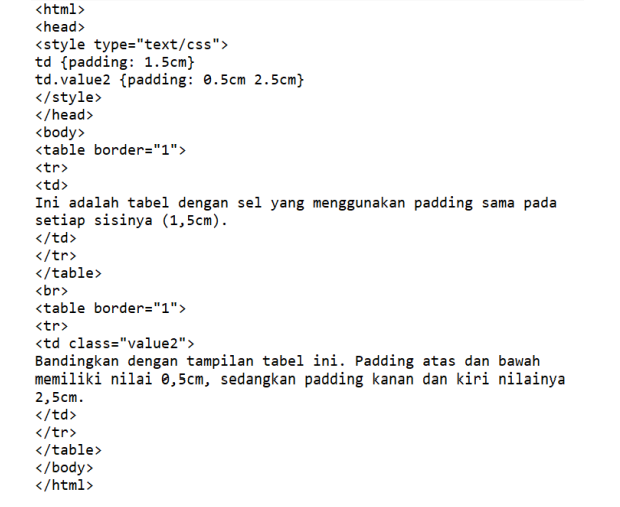 <html>
<head>
<style type="text/css">
td {padding: 1.5cm}
td.value2 {padding: 0.5cm 2.5cm}
</style>
</head>
<body>
<table border="1">
<tr>
<td>
Ini adalah tabel dengan sel yang menggunakan padding sama pada
setiap sisinya (1,5cm).
</td>
</tr>
</table>
<br>
<table border="1">
<tr>
<td class="value2">
Bandingkan dengan tampilan tabel ini. Padding atas dan bawah
memiliki nilai 0,5cm, sedangkan padding kanan dan kiri nilainya
2,5cm.
</td>
</tr>
</table>
</body>
</html>